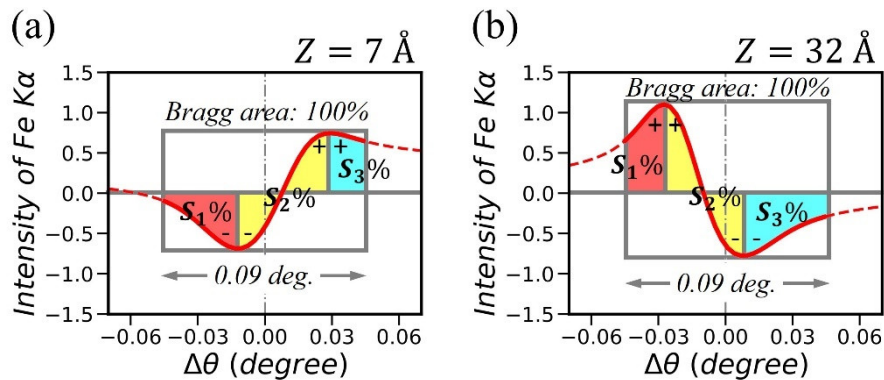 (a)
Z = 7 Å
Intensity of Fe Kα
1.5
1.0
0.5
0.0
−0.5
−1.0
−1.5
Bragg area: 100%
+ +
S₁%
S₂%
S₃%
- -
0.09 deg.
−0.06 −0.03 0.00 0.03 0.06
Δθ (degree)
(b)
Z = 32 Å
Intensity of Fe Kα
1.5
1.0
0.5
0.0
−0.5
−1.0
−1.5
Bragg area: 100%
+ +
S₁%
S₂%
S₃%
- -
0.09 deg.
−0.06 −0.03 0.00 0.03 0.06
Δθ (degree)